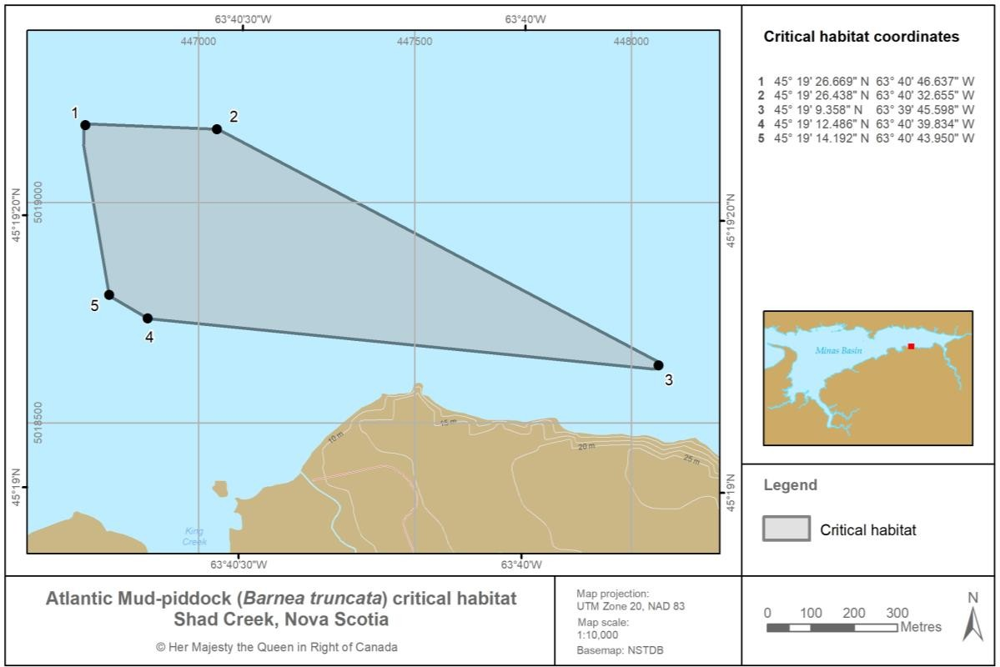 63°40'30"W 63°40'W
447000 447500 448000
1
2
45°19'20"N
5019000
45°19'20"N
5
4
3
5018500
10 m
15 m
20 m
25 m
45°19'N
45°19'N
King
Creek
63°40'30"W 63°40'W
Critical habitat coordinates
1 45° 19' 26.669" N 63° 40' 46.637" W
2 45° 19' 26.438" N 63° 40' 32.655" W
3 45° 19' 9.358" N 63° 39' 45.598" W
4 45° 19' 12.486" N 63° 40' 39.834" W
5 45° 19' 14.192" N 63° 40' 43.950" W
Minas Basin
Legend
Critical habitat
Atlantic Mud-piddock (Barnea truncata) critical habitat
Shad Creek, Nova Scotia
© Her Majesty the Queen in Right of Canada
Map projection:
UTM Zone 20, NAD 83
Map scale:
1:10,000
Basemap: NSTDB
0 100 200 300
Metres
N